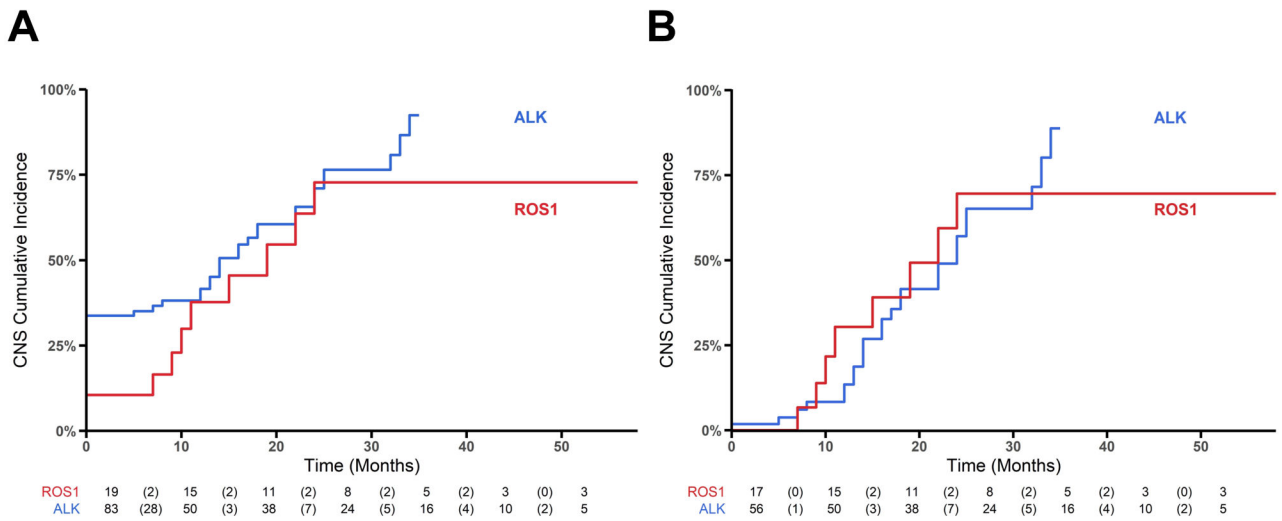 A
B
100%
75%
50%
25%
0%
CNS Cumulative Incidence
ALK
ROS1
0 10 20 30 40 50
Time (Months)
ROS1 19 (2) 15 (2) 11 (2) 8 (2) 5 (2) 3 (0) 3
ALK 83 (28) 50 (3) 38 (7) 24 (5) 16 (4) 10 (2) 5
100%
75%
50%
25%
0%
CNS Cumulative Incidence
ALK
ROS1
0 10 20 30 40 50
Time (Months)
ROS1 17 (0) 15 (2) 11 (2) 8 (2) 5 (2) 3 (0) 3
ALK 56 (1) 50 (3) 38 (7) 24 (5) 16 (4) 10 (2) 5